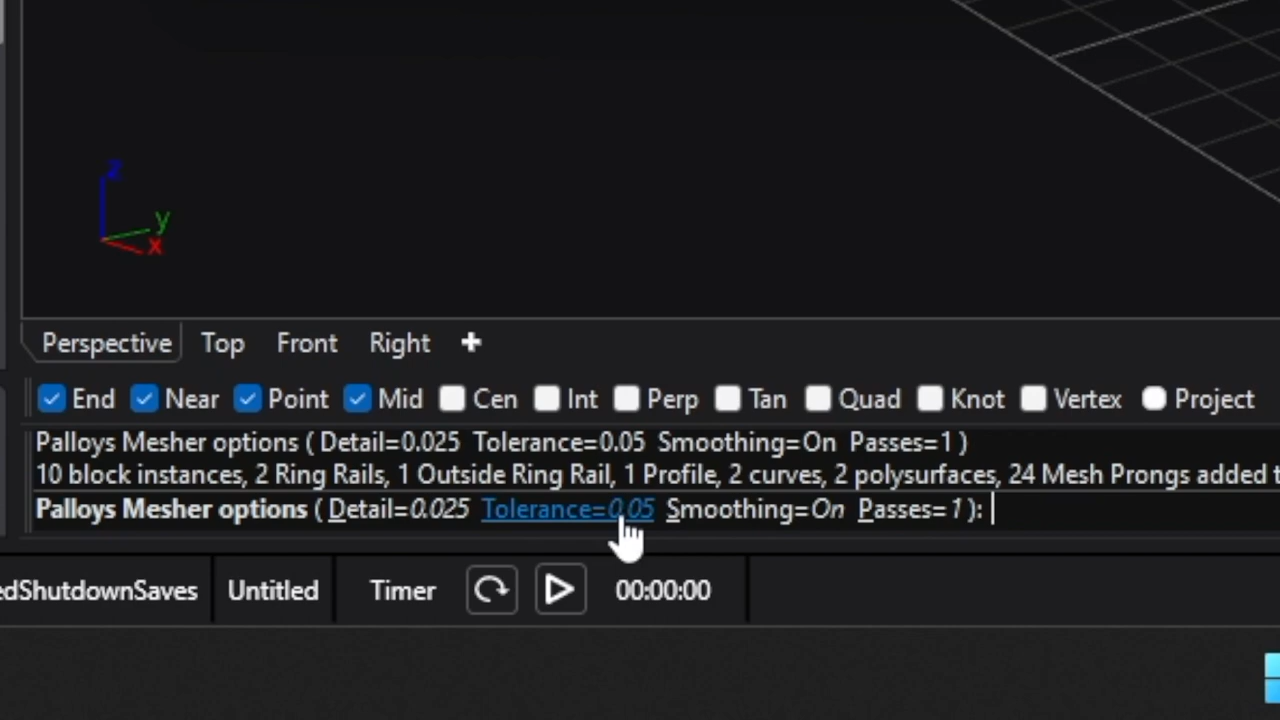 z
y
x
Perspective Top Front Right +
End Near Point Mid Cen Int Perp Tan Quad Knot Vertex Project
Palloys Mesher options ( Detail=0.025 Tolerance=0.05 Smoothing=On Passes=1 )
10 block instances, 2 Ring Rails, 1 Outside Ring Rail, 1 Profile, 2 curves, 2 polysurfaces, 24 Mesh Prongs added t
Palloys Mesher options ( Detail=0.025 Tolerance=0.05 Smoothing=On Passes=1 ):
edShutdownSaves Untitled Timer 00:00:00